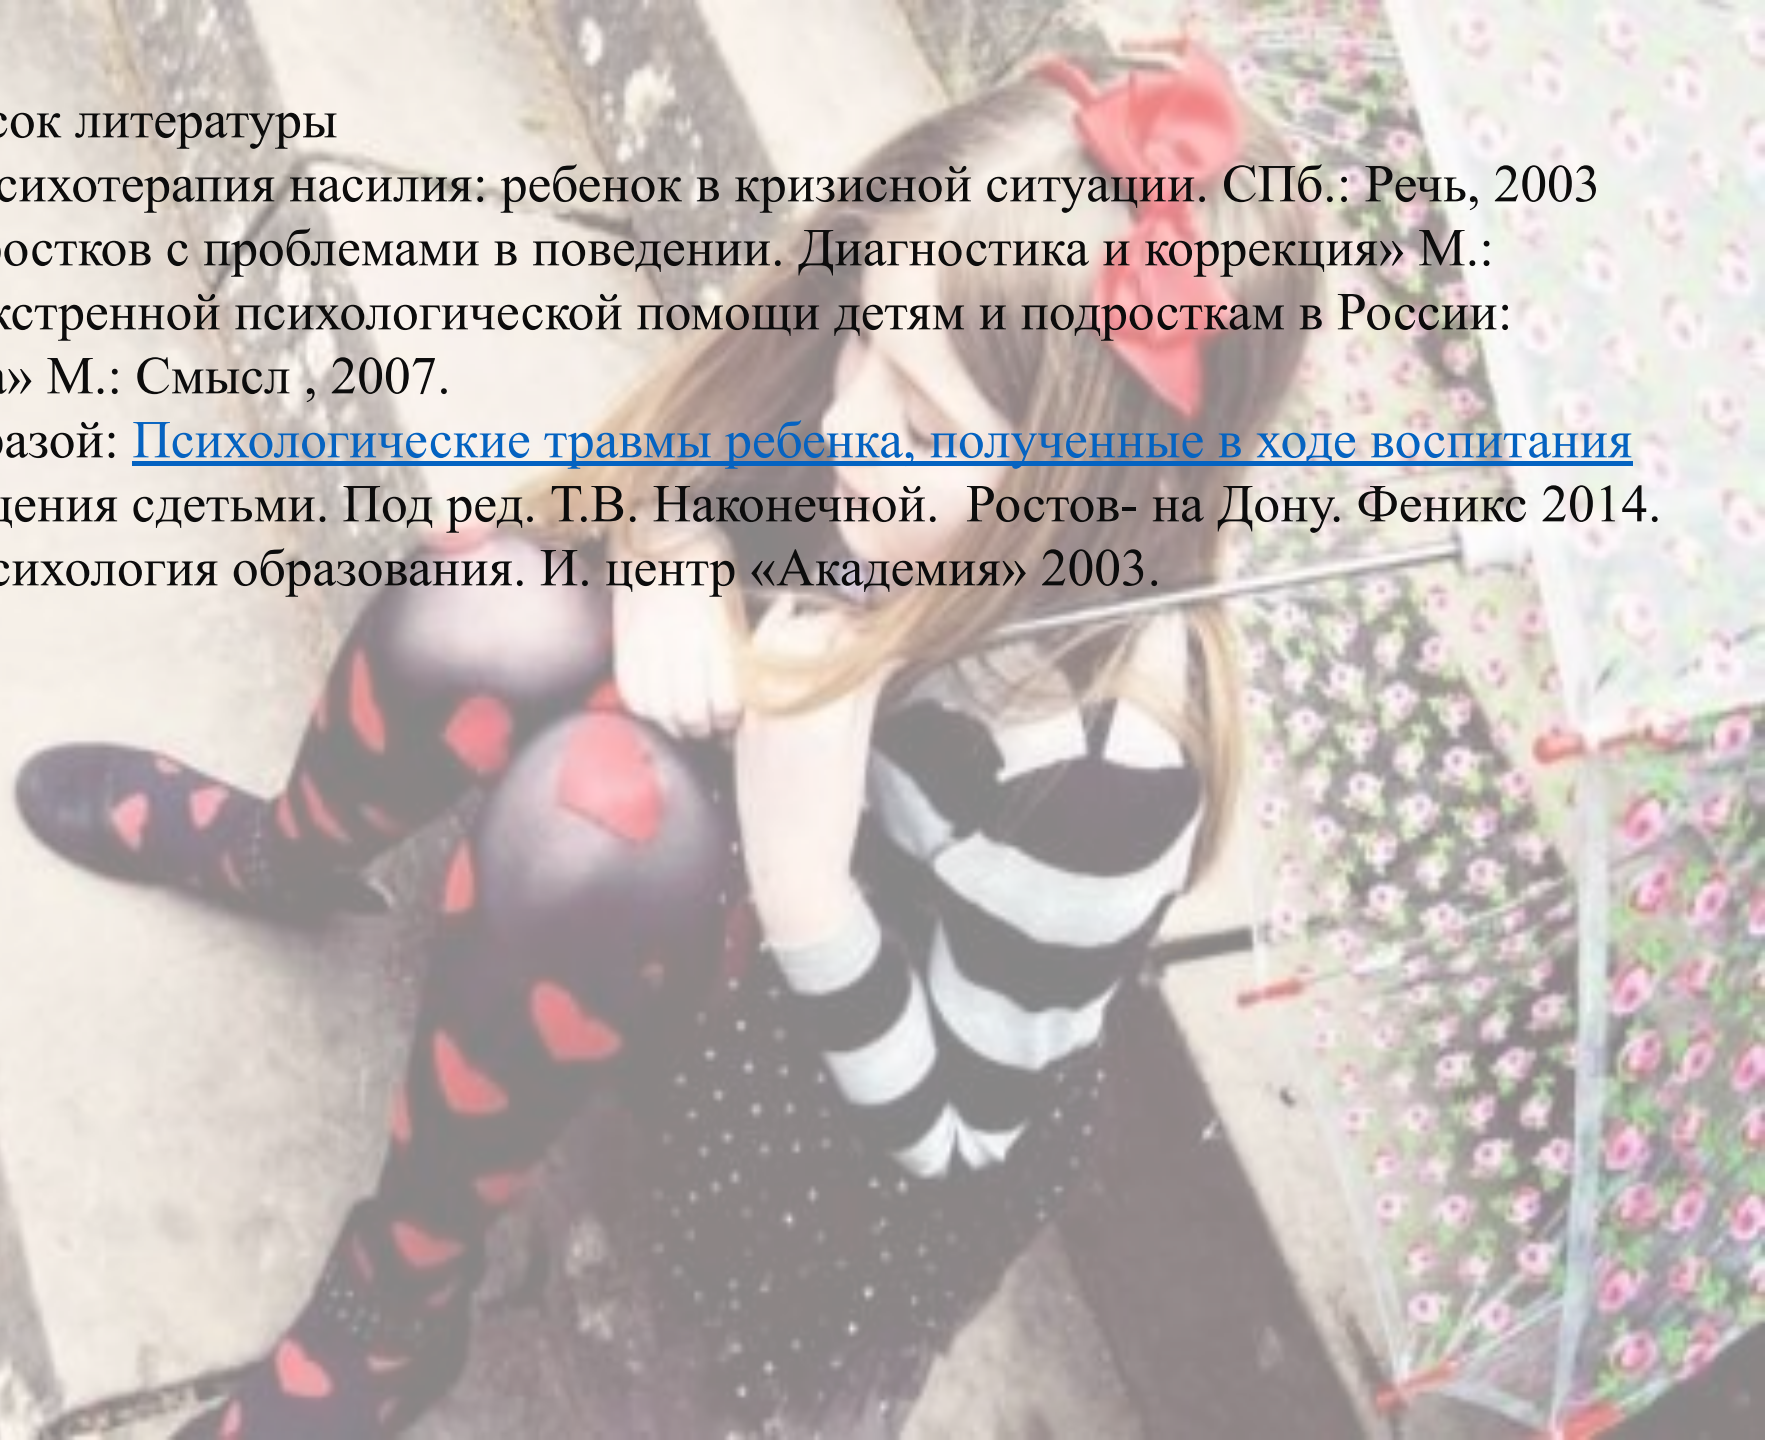 сок литературы
сихотерапия насилия: ребенок в кризисной ситуации. СПб.: Речь, 2003
остков с проблемами в поведении. Диагностика и коррекция» М.:
кстренной психологической помощи детям и подросткам в России:
а» М.: Смысл , 2007.
разой: Психологические травмы ребенка, полученные в ходе воспитания
щения сдетьми. Под ред. Т.В. Наконечной. Ростов- на Дону. Феникс 2014.
сихология образования. И. центр «Академия» 2003.